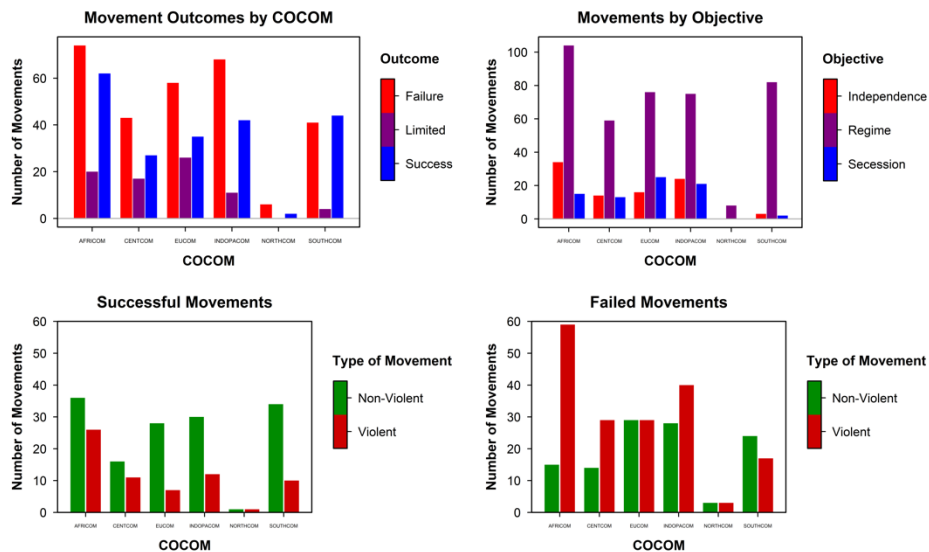 Movement Outcomes by COCOM
Number of Movements
60
40
20
0
AFRICOM CENTCOM EUCOM INDOPACOM NORTHCOM SOUTHCOM
COCOM
Outcome
Failure
Limited
Success
Movements by Objective
Number of Movements
100
80
60
40
20
0
AFRICOM CENTCOM EUCOM INDOPACOM NORTHCOM SOUTHCOM
COCOM
Objective
Independence
Regime
Secession
Successful Movements
Number of Movements
60
50
40
30
20
10
0
AFRICOM CENTCOM EUCOM INDOPACOM NORTHCOM SOUTHCOM
COCOM
Type of Movement
Non-Violent
Violent
Failed Movements
Number of Movements
60
50
40
30
20
10
0
AFRICOM CENTCOM EUCOM INDOPACOM NORTHCOM SOUTHCOM
COCOM
Type of Movement
Non-Violent
Violent